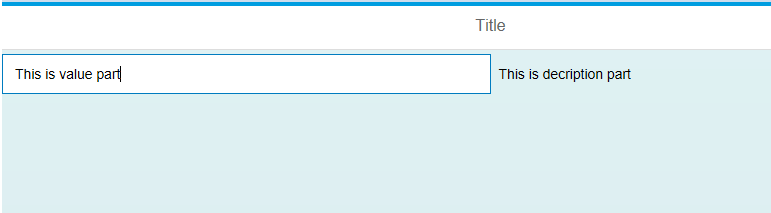 Title
This is value part
This is decription part